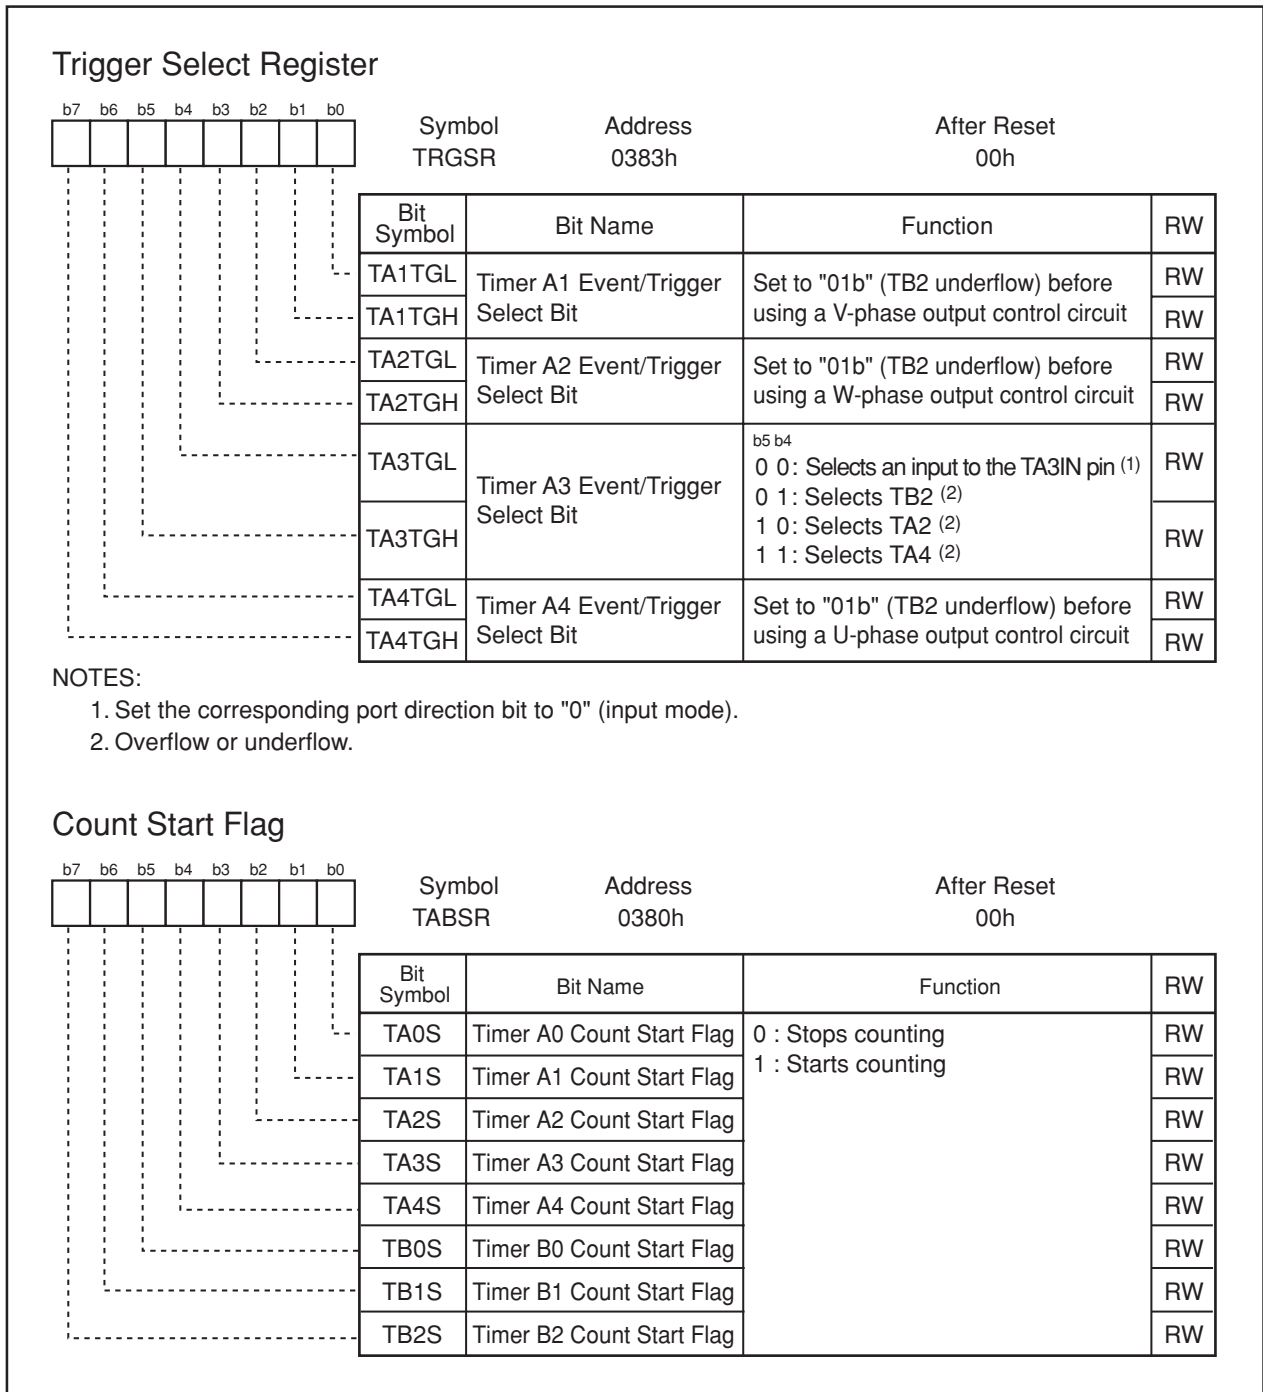 Trigger Select Register
b7 b6 b5 b4 b3 b2 b1 b0
Symbol Address After Reset
TRGSR 0383h 00h
Bit Symbol Bit Name Function RW
TA1TGL Timer A1 Event/Trigger Set to "01b" (TB2 underflow) before RW
TA1TGH Select Bit using a V-phase output control circuit RW
TA2TGL Timer A2 Event/Trigger Set to "01b" (TB2 underflow) before RW
TA2TGH Select Bit using a W-phase output control circuit RW
b5 b4
TA3TGL 0 0: Selects an input to the TA3IN pin (1) RW
Timer A3 Event/Trigger 0 1: Selects TB2 (2)
Select Bit 1 0: Selects TA2 (2)
TA3TGH 1 1: Selects TA4 (2) RW
TA4TGL Timer A4 Event/Trigger Set to "01b" (TB2 underflow) before RW
TA4TGH Select Bit using a U-phase output control circuit RW
NOTES:
1. Set the corresponding port direction bit to "0" (input mode).
2. Overflow or underflow.
Count Start Flag
b7 b6 b5 b4 b3 b2 b1 b0
Symbol Address After Reset
TABSR 0380h 00h
Bit Symbol Bit Name Function RW
TA0S Timer A0 Count Start Flag 0 : Stops counting RW
TA1S Timer A1 Count Start Flag 1 : Starts counting RW
TA2S Timer A2 Count Start Flag RW
TA3S Timer A3 Count Start Flag RW
TA4S Timer A4 Count Start Flag RW
TB0S Timer B0 Count Start Flag RW
TB1S Timer B1 Count Start Flag RW
TB2S Timer B2 Count Start Flag RW